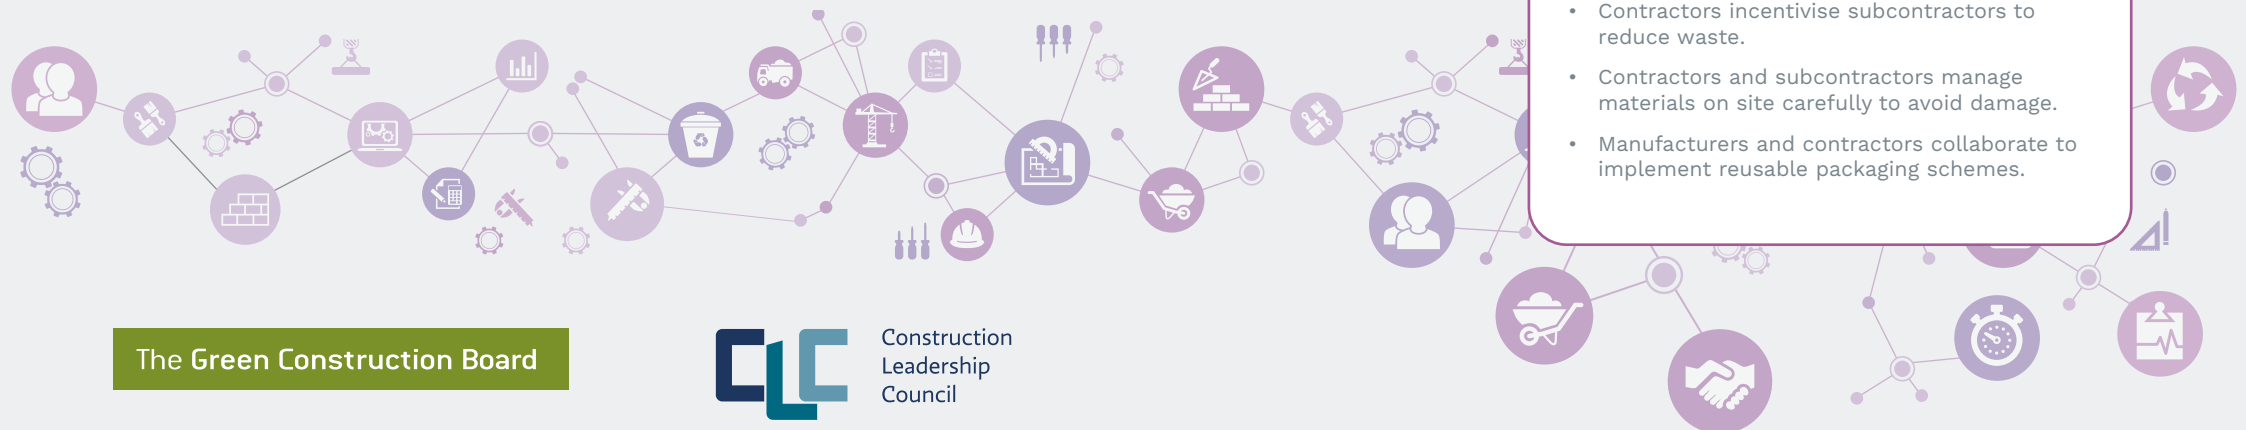 • Contractors incentivise subcontractors to
reduce waste.
• Contractors and subcontractors manage
materials on site carefully to avoid damage.
• Manufacturers and contractors collaborate to
implement reusable packaging schemes.
The Green Construction Board
CLC
Construction
Leadership
Council